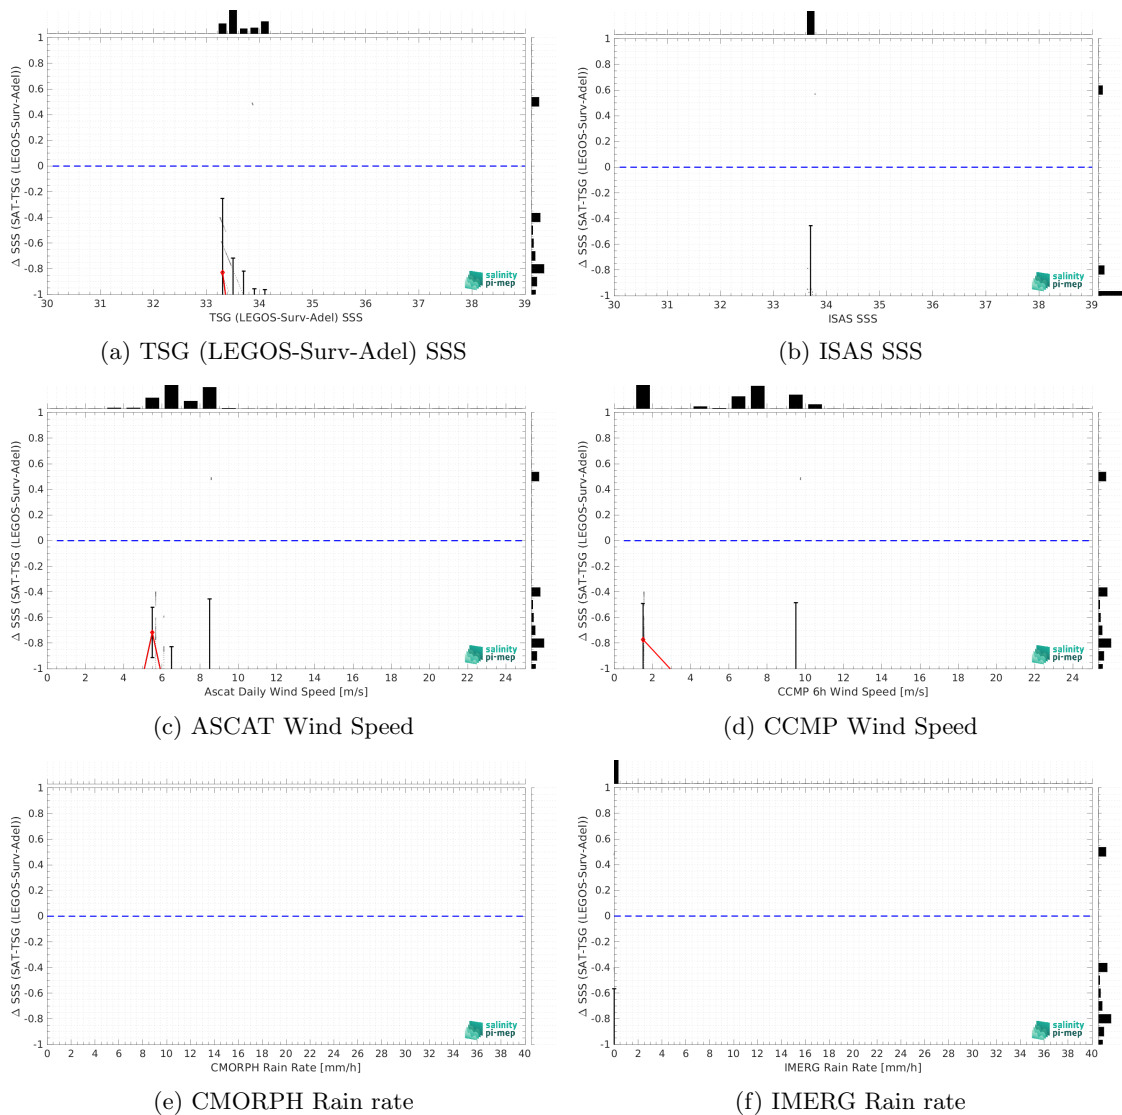 1
0.8
0.6
0.4
0.2
0
-0.2
-0.4
-0.6
-0.8
-1
Δ SSS (SAT-TSG (LEGOS-Surv-Adel))
30 31 32 33 34 35 36 37 38 39
TSG (LEGOS-Surv-Adel) SSS
salinity
pi-mep
(a) TSG (LEGOS-Surv-Adel) SSS
1
0.8
0.6
0.4
0.2
0
-0.2
-0.4
-0.6
-0.8
-1
Δ SSS (SAT-TSG (LEGOS-Surv-Adel))
30 31 32 33 34 35 36 37 38 39
ISAS SSS
salinity
pi-mep
(b) ISAS SSS
1
0.8
0.6
0.4
0.2
0
-0.2
-0.4
-0.6
-0.8
-1
Δ SSS (SAT-TSG (LEGOS-Surv-Adel))
0 2 4 6 8 10 12 14 16 18 20 22 24
Ascat Daily Wind Speed [m/s]
salinity
pi-mep
(c) ASCAT Wind Speed
1
0.8
0.6
0.4
0.2
0
-0.2
-0.4
-0.6
-0.8
-1
Δ SSS (SAT-TSG (LEGOS-Surv-Adel))
0 2 4 6 8 10 12 14 16 18 20 22 24
CCMP 6h Wind Speed [m/s]
salinity
pi-mep
(d) CCMP Wind Speed
1
0.8
0.6
0.4
0.2
0
-0.2
-0.4
-0.6
-0.8
-1
Δ SSS (SAT-TSG (LEGOS-Surv-Adel))
0 2 4 6 8 10 12 14 16 18 20 22 24 26 28 30 32 34 36 38 40
CMORPH Rain Rate [mm/h]
salinity
pi-mep
(e) CMORPH Rain rate
1
0.8
0.6
0.4
0.2
0
-0.2
-0.4
-0.6
-0.8
-1
Δ SSS (SAT-TSG (LEGOS-Surv-Adel))
0 2 4 6 8 10 12 14 16 18 20 22 24 26 28 30 32 34 36 38 40
IMERG Rain Rate [mm/h]
salinity
pi-mep
(f) IMERG Rain rate